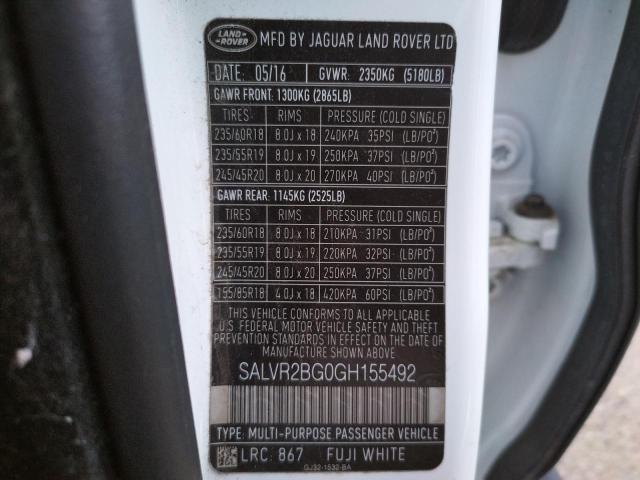 LAND ROVER MFD BY JAGUAR LAND ROVER LTD
DATE: 05/16 GVWR. 2350KG (5180LB)
GAWR FRONT: 1300KG (2865LB)
TIRES RIMS PRESSURE (COLD SINGLE)
235/60R18 8.0J x 18 240KPA 35PSI (LB/PO²)
235/55R19 8.0J x 19 250KPA 37PSI (LB/PO²)
245/45R20 8.0J x 20 270KPA 40PSI (LB/PO²)
GAWR REAR: 1145KG (2525LB)
TIRES RIMS PRESSURE (COLD SINGLE)
235/60R18 8.0J x 18 210KPA 31PSI (LB/PO²)
235/55R19 8.0J x 19 220KPA 32PSI (LB/PO²)
245/45R20 8.0J x 20 250KPA 37PSI (LB/PO²)
155/85R18 4.0J x 18 420KPA 60PSI (LB/PO²)
THIS VEHICLE CONFORMS TO ALL APPLICABLE
U.S. FEDERAL MOTOR VEHICLE SAFETY AND THEFT
PREVENTION STANDARDS IN EFFECT ON THE DATE OF
MANUFACTURE SHOWN ABOVE.
SALVR2BG0GH155492
TYPE: MULTI-PURPOSE PASSENGER VEHICLE
LRC: 867 FUJI WHITE
GJ32-1532-BA